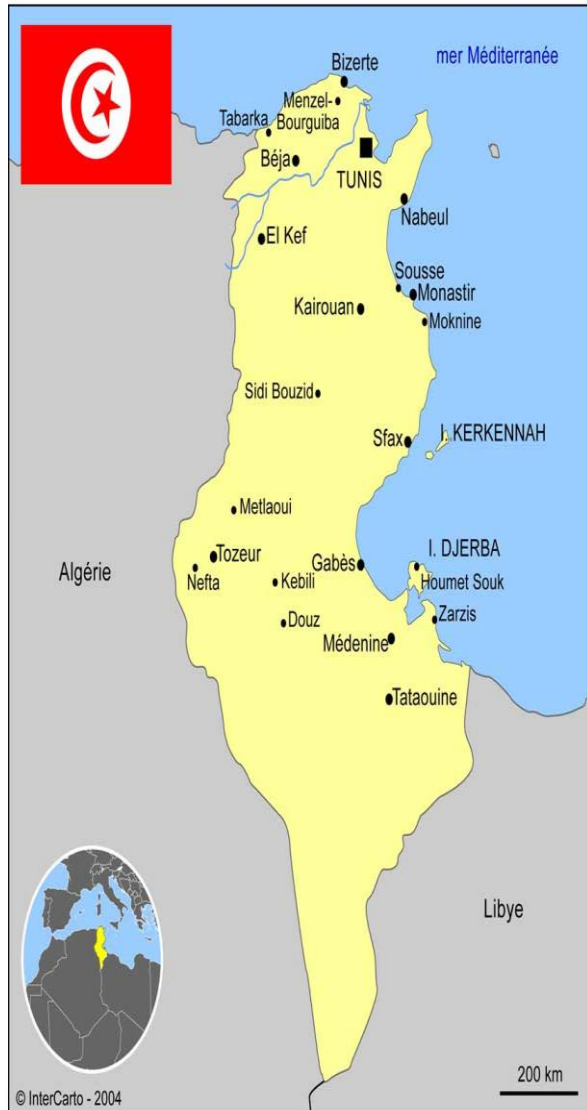 mer Méditerranée
Bizerte
Menzel-
Bourguiba
Tabarka
Béja
TUNIS
Nabeul
El Kef
Sousse
Monastir
Kairouan
Moknine
Sidi Bouzid
Sfax
I. KERKENNAH
Metlaoui
Algérie
Tozeur
Nefta
Kebili
Gabès
I. DJERBA
Houmet Souk
Zarzis
Douz
Médenine
Tataouine
Libye
200 km
© InterCarto - 2004